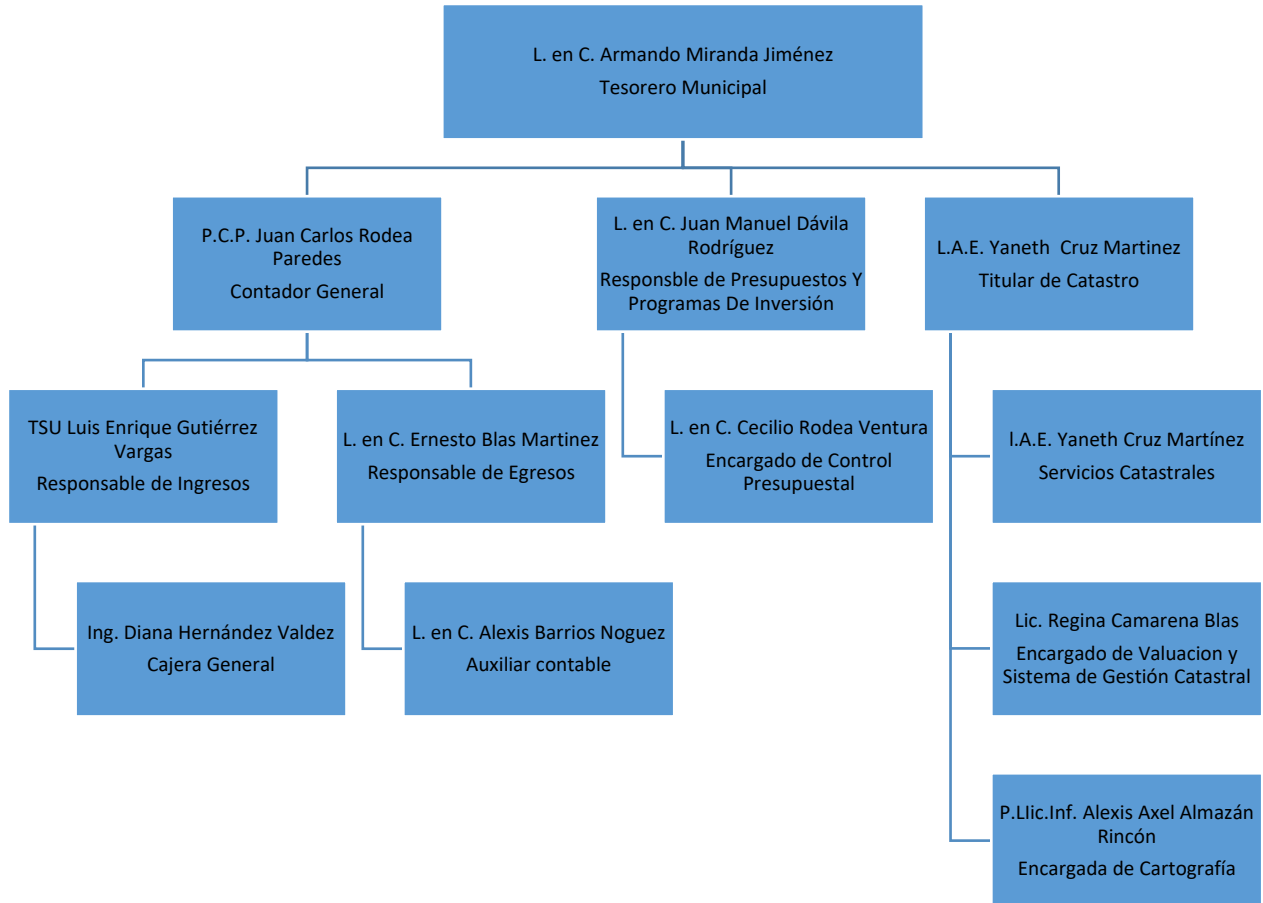 L. en C. Armando Miranda Jiménez
Tesorero Municipal
P.C.P. Juan Carlos Rodea
Paredes
Contador General
L. en C. Juan Manuel Dávila
Rodríguez
Responsble de Presupuestos Y
Programas De Inversión
L.A.E. Yaneth  Cruz Martinez
Titular de Catastro
TSU Luis Enrique Gutiérrez
Vargas
Responsable de Ingresos
L. en C. Ernesto Blas Martinez
Responsable de Egresos
L. en C. Cecilio Rodea Ventura
Encargado de Control
Presupuestal
l.A.E. Yaneth Cruz Martínez
Servicios Catastrales
Ing. Diana Hernández Valdez
Cajera General
L. en C. Alexis Barrios Noguez
Auxiliar contable
Lic. Regina Camarena Blas
Encargado de Valuacion y
Sistema de Gestión Catastral
P.LIic.Inf. Alexis Axel Almazán
Rincón
Encargada de Cartografía